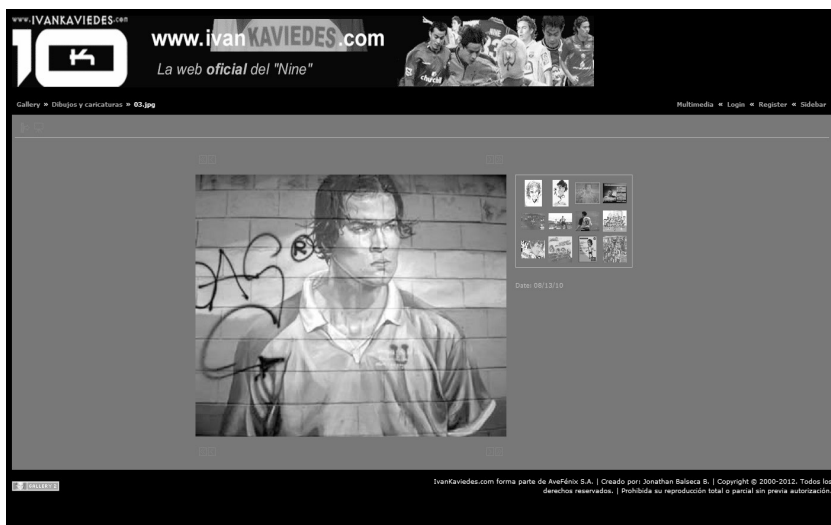 www.IVANKAVIEDES.com
10
www.ivanKAVIEDES.com
La web oficial del "Nine"
Gallery » Dibujos y caricaturas » 03.jpg
Multimedia « Login « Register « Sidebar
R
Date: 08/13/10
GALLERY 2
IvanKaviedes.com forma parte de AveFénix S.A. | Creado por: Jonathan Balseca B. | Copyright © 2000-2012. Todos los
derechos reservados. | Prohibida su reproducción total o parcial sin previa autorización.